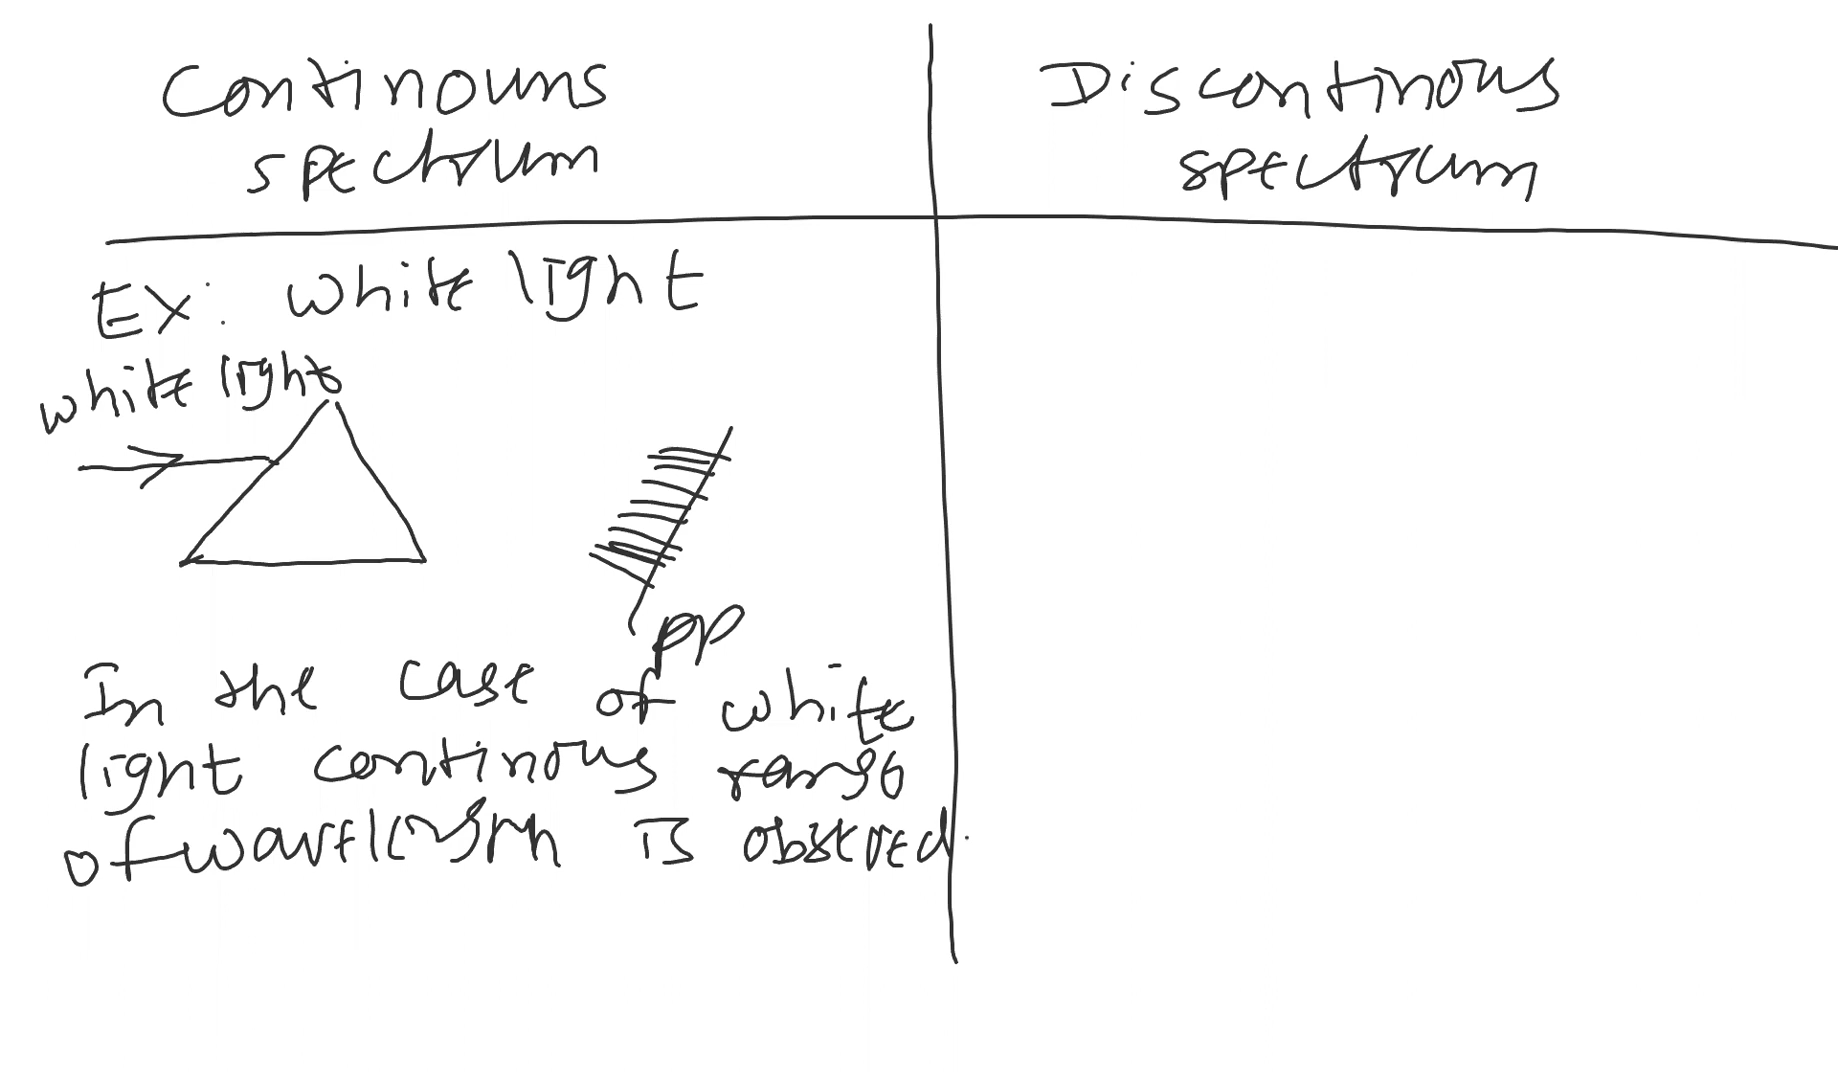 Continouns
spectrum
Discontinous
spectrum
Ex: white light
white light
PP
In the case of white
light continous range
of wavelength is observed.